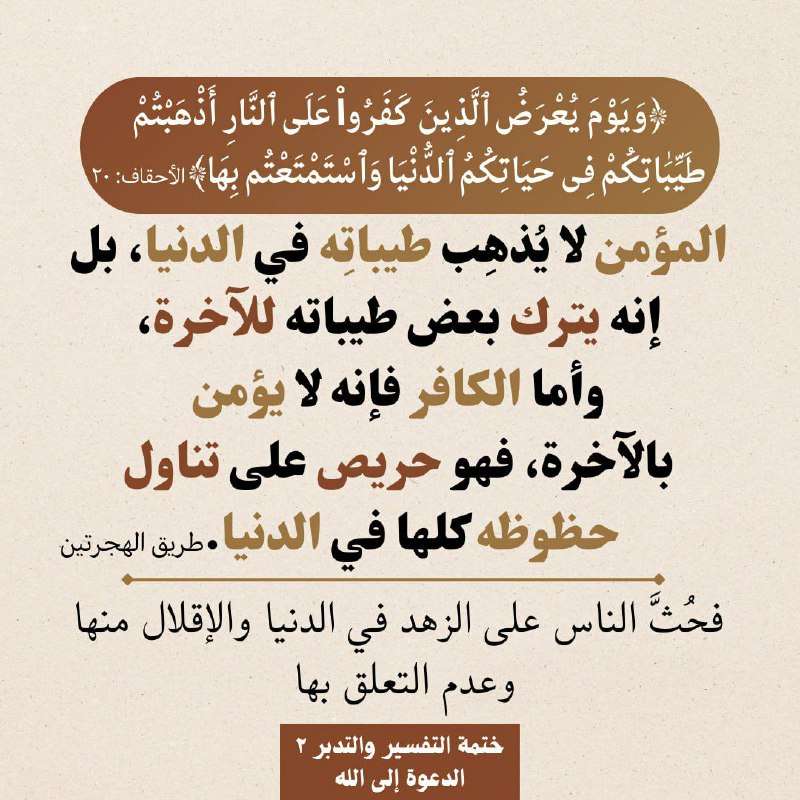 ﴿وَيَوْمَ يُعْرَضُ ٱلَّذِينَ كَفَرُوا۟ عَلَى ٱلنَّارِ أَذْهَبْتُمْ
طَيِّبَٰتِكُمْ فِى حَيَاتِكُمُ ٱلدُّنْيَا وَٱسْتَمْتَعْتُم بِهَا﴾ الأحقاف: ٢٠
المؤمن لا يُذهِب طيباتِه في الدنيا، بل
إنه يترك بعض طيباته للآخرة،
وأما الكافر فإنه لا يؤمن
بالآخرة، فهو حريص على تناول
حظوظه كلها في الدنيا • طريق الهجرتين
فحُثَّ الناس على الزهد في الدنيا والإقلال منها
وعدم التعلق بها
ختمة التفسير والتدبر ٢
الدعوة إلى الله